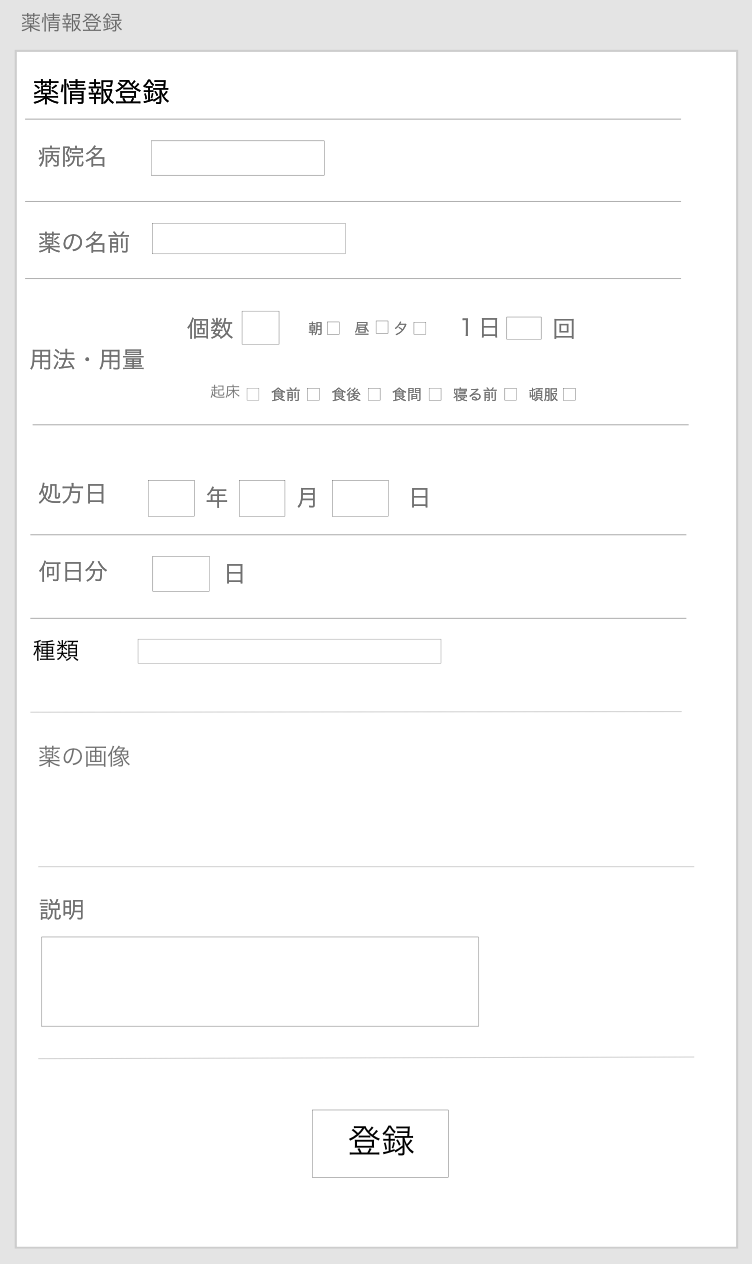 薬情報登録
薬情報登録
病院名
薬の名前
個数 朝 昼 夕 1日 回
用法・用量
起床 食前 食後 食間 寝る前 頓服
処方日 年 月 日
何日分 日
種類
薬の画像
説明
登録